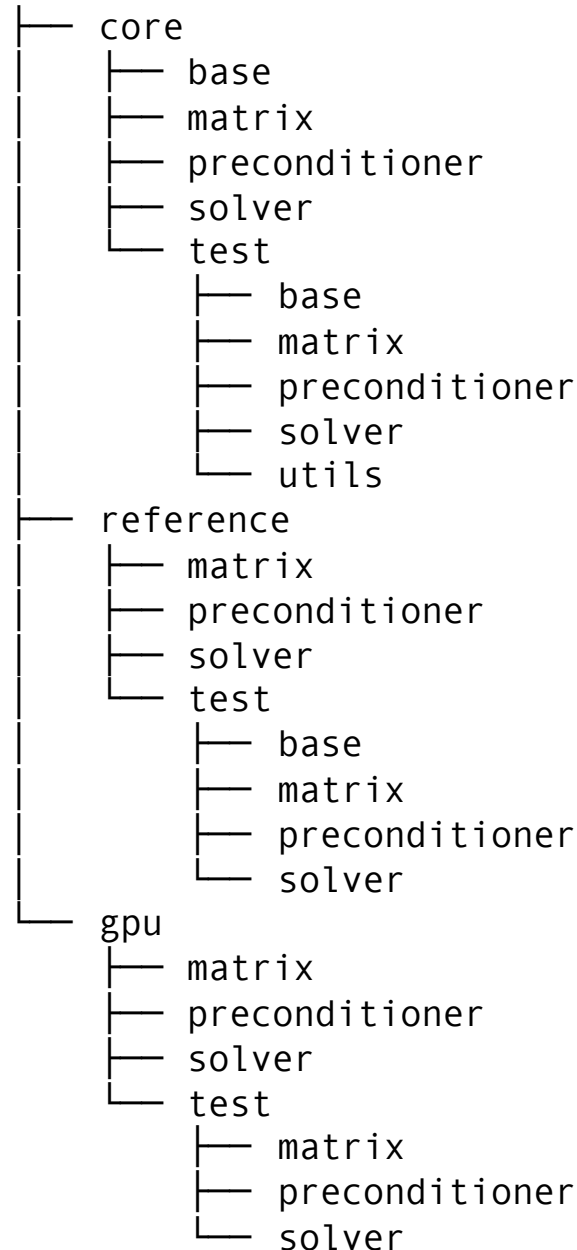 core
base
matrix
preconditioner
solver
test
base
matrix
preconditioner
solver
utils
reference
matrix
preconditioner
solver
test
base
matrix
preconditioner
solver
gpu
matrix
preconditioner
solver
test
matrix
preconditioner
solver